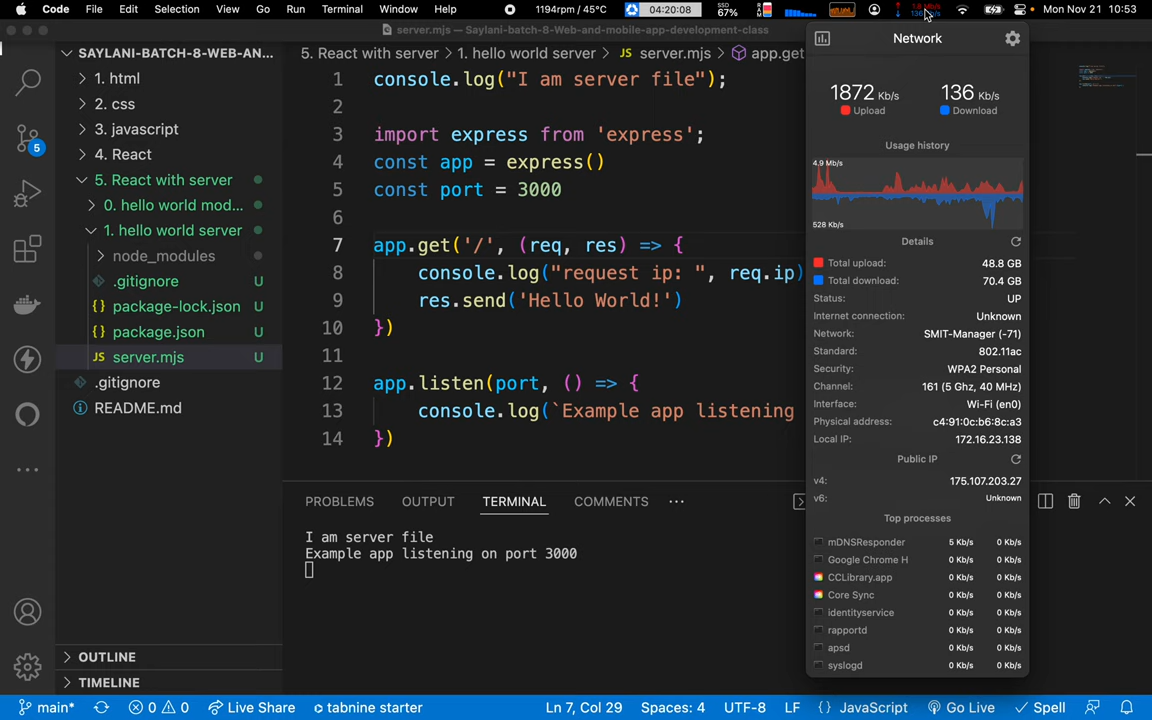 Code File Edit Selection View Go Run Terminal Window Help 1194rpm / 45°C 04:20:08 SSD 67% Mon Nov 21 10:53
server.mjs — Saylani-batch-8-Web-and-mobile-app-development-class
SAYLANI-BATCH-8-WEB-AN...
1. html
2. css
3. javascript
4. React
5. React with server
0. hello world mod...
1. hello world server
node_modules
.gitignore U
{} package-lock.json U
{} package.json U
JS server.mjs U
.gitignore
README.md
OUTLINE
TIMELINE
5
5. React with server > 1. hello world server > JS server.mjs > app.get
1 console.log("I am server file");
2
3 import express from 'express';
4 const app = express()
5 const port = 3000
6
7 app.get('/', (req, res) => {
8 console.log("request ip: ", req.ip)
9 res.send('Hello World!')
10 })
11
12 app.listen(port, () => {
13 console.log(`Example app listening
14 })
PROBLEMS OUTPUT TERMINAL COMMENTS ···
I am server file
Example app listening on port 3000
Network
1872 Kb/s 136 Kb/s
Upload Download
Usage history
4.9 Mb/s
528 Kb/s
Details
Total upload: 48.8 GB
Total download: 70.4 GB
Status: UP
Internet connection: Unknown
Network: SMIT-Manager (-71)
Standard: 802.11ac
Security: WPA2 Personal
Channel: 161 (5 Ghz, 40 MHz)
Interface: Wi-Fi (en0)
Physical address: c4:91:0c:b6:8c:a3
Local IP: 172.16.23.138
Public IP
v4: 175.107.203.27
v6: Unknown
Top processes
mDNSResponder 5 Kb/s 0 Kb/s
Google Chrome H 0 Kb/s 0 Kb/s
CCLibrary.app 0 Kb/s 0 Kb/s
Core Sync 0 Kb/s 0 Kb/s
identityservice 0 Kb/s 0 Kb/s
rapportd 0 Kb/s 0 Kb/s
apsd 0 Kb/s 0 Kb/s
syslogd 0 Kb/s 0 Kb/s
main* 0 0 Live Share tabnine starter Ln 7, Col 29 Spaces: 4 UTF-8 LF {} JavaScript Go Live Spell